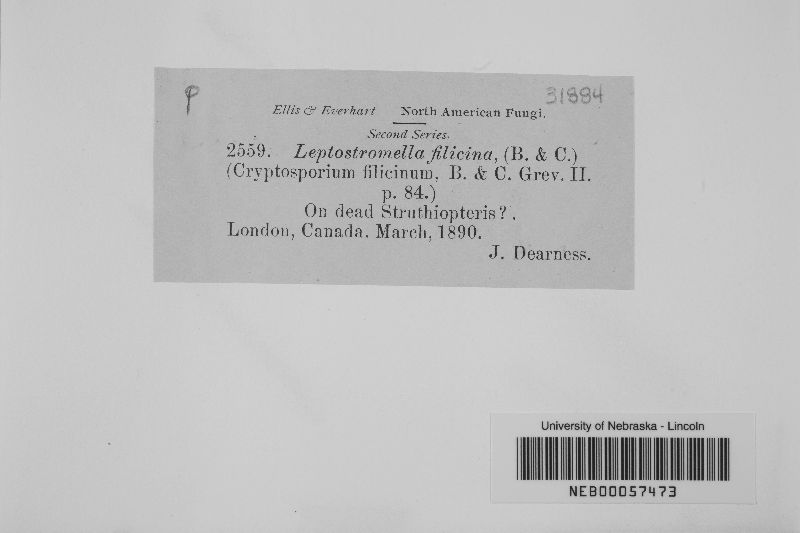 P
31884
Ellis & Everhart North American Fungi.
Second Series.
2559. Leptostromella filicina, (B. & C.)
(Cryptosporium filicinum, B. & C. Grev. II.
p. 84.)
On dead Struthiopteris?.
London, Canada. March, 1890.
J. Dearness.
University of Nebraska - Lincoln
NEB00057473